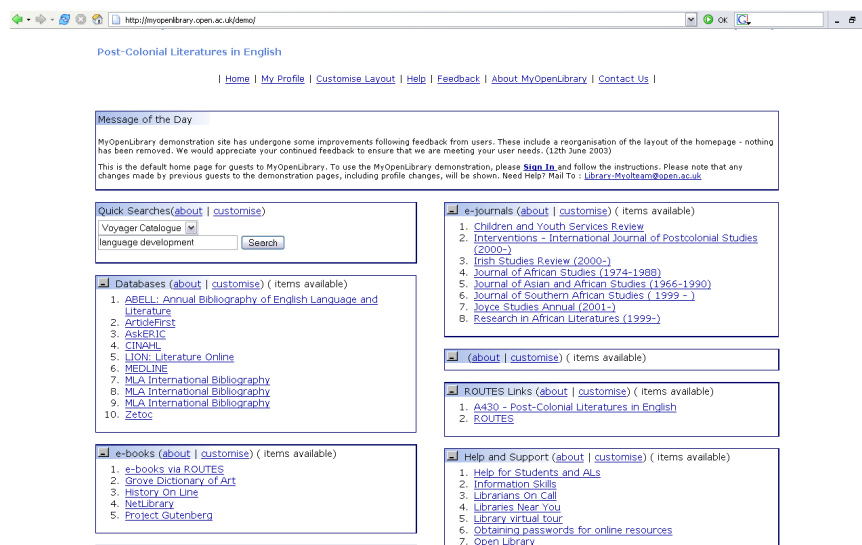 http://myopenlibrary.open.ac.uk/demo/
OK
G
Post-Colonial Literatures in English
| Home | My Profile | Customise Layout | Help | Feedback | About MyOpenLibrary | Contact Us |
Message of the Day
MyOpenLibrary demonstration site has undergone some improvements following feedback from users. These include a reorganisation of the layout of the homepage - nothing
has been removed. We would appreciate your continued feedback to ensure that we are meeting your user needs. (12th June 2003)
This is the default home page for guests to MyOpenLibrary. To use the MyOpenLibrary demonstration, please Sign In and follow the instructions. Please note that any
changes made by previous guests to the demonstration pages, including profile changes, will be shown. Need Help? Mail To : Library-Myolteam@open.ac.uk
Quick Searches(about | customise)
Voyager Catalogue
language development
Search
Databases (about | customise) ( items available)
1. ABELL: Annual Bibliography of English Language and
Literature
2. ArticleFirst
3. AskERIC
4. CINAHL
5. LION: Literature Online
6. MEDLINE
7. MLA International Bibliography
8. MLA International Bibliography
9. MLA International Bibliography
10. Zetoc
e-books (about | customise) ( items available)
1. e-books via ROUTES
2. Grove Dictionary of Art
3. History On Line
4. NetLibrary
5. Project Gutenberg
e-journals (about | customise) ( items available)
1. Children and Youth Services Review
2. Interventions - International Journal of Postcolonial Studies
(2000-)
3. Irish Studies Review (2000-)
4. Journal of African Studies (1974-1988)
5. Journal of Asian and African Studies (1966-1990)
6. Journal of Southern African Studies ( 1999 - )
7. Joyce Studies Annual (2001-)
8. Research in African Literatures (1999-)
(about | customise) ( items available)
ROUTES Links (about | customise) ( items available)
1. A430 - Post-Colonial Literatures in English
2. ROUTES
Help and Support (about | customise) ( items available)
1. Help for Students and ALs
2. Information Skills
3. Librarians On Call
4. Libraries Near You
5. Library virtual tour
6. Obtaining passwords for online resources
7. Open Library